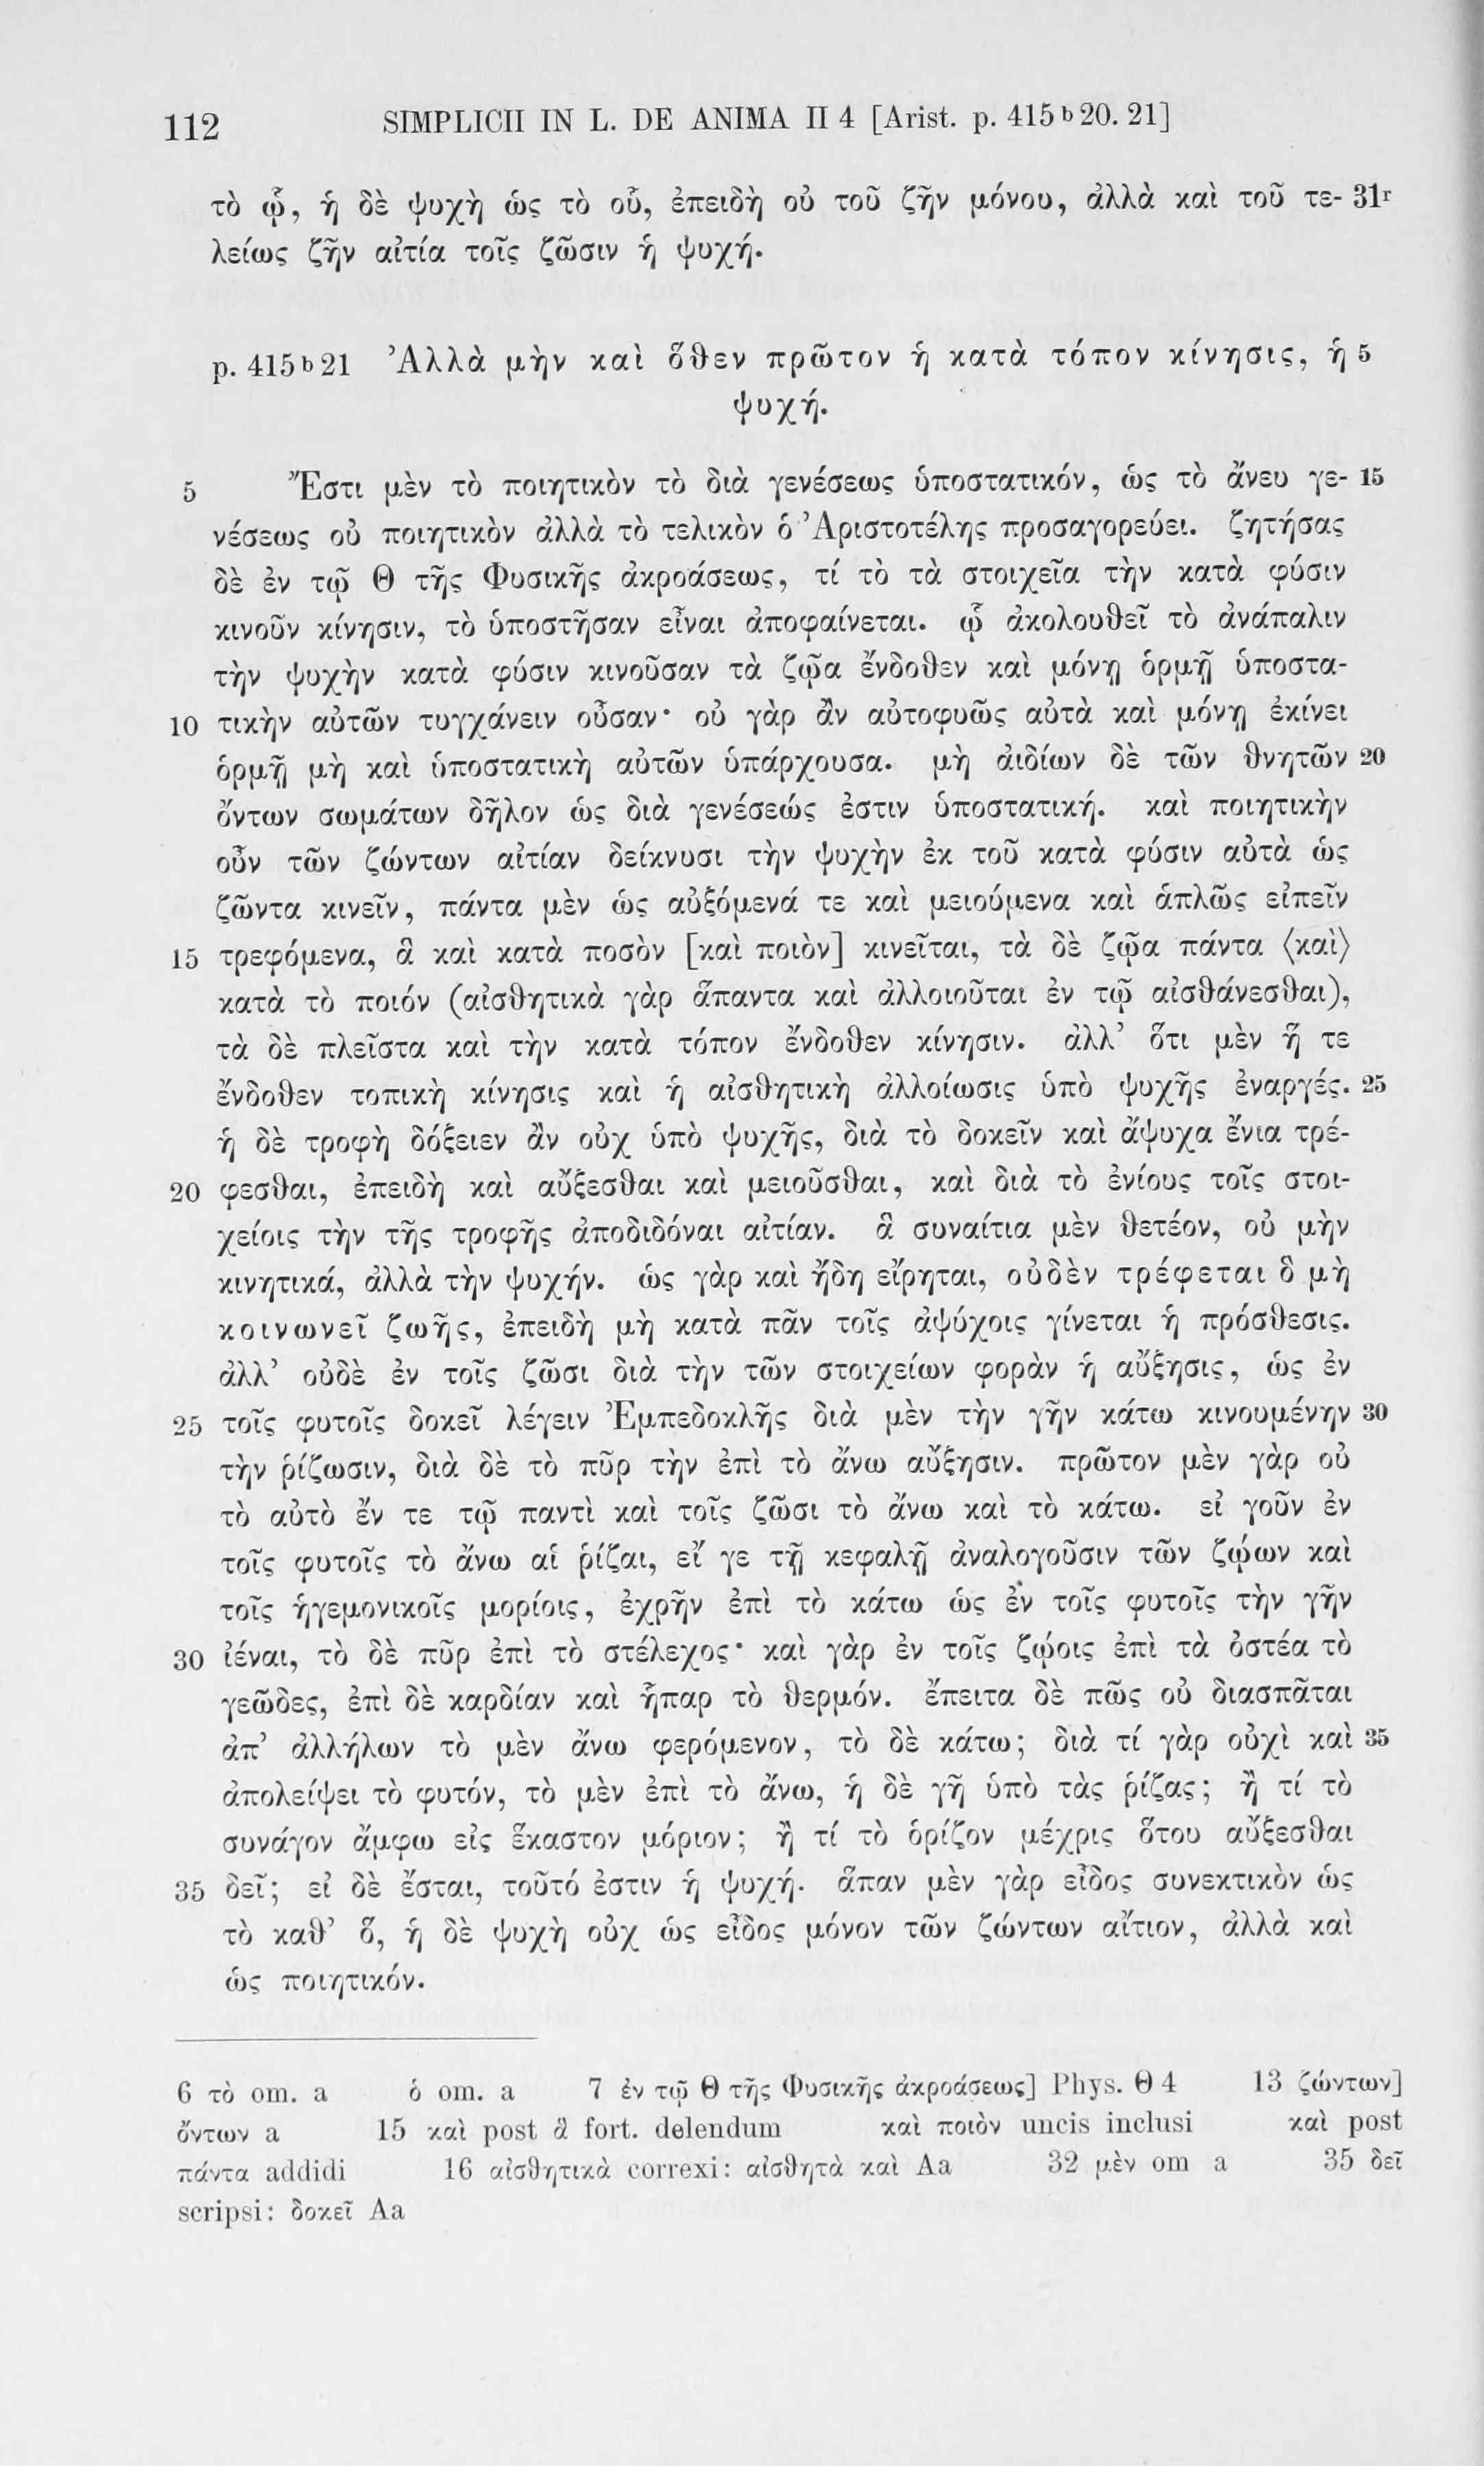 112 SIMPLICII IN L. DE ANIMA II 4 [Arist. p. 415ᵇ20. 21]
τὸ ᾧ, ἡ δὲ ψυχὴ ὡς τὸ οὗ, ἐπειδὴ οὐ τοῦ ζῆν μόνου, ἀλλὰ καὶ τοῦ τε- 31ʳ
λείως ζῆν αἰτία τοῖς ζῶσιν ἡ ψυχή.
p. 415ᵇ21 Ἀλλὰ μὴν καὶ ὅθεν πρῶτον ἡ κατὰ τόπον κίνησις, ἡ 5
ψυχή.
5 Ἔστι μὲν τὸ ποιητικὸν τὸ διὰ γενέσεως ὑποστατικόν, ὡς τὸ ἄνευ γε- 15
νέσεως οὐ ποιητικὸν ἀλλὰ τὸ τελικὸν ὁ Ἀριστοτέλης προσαγορεύει. ζητήσας
δὲ ἐν τῷ Θ τῆς Φυσικῆς ἀκροάσεως, τί τὸ τὰ στοιχεῖα τὴν κατὰ φύσιν
κινοῦν κίνησιν, τὸ ὑποστῆσαν εἶναι ἀποφαίνεται. ᾧ ἀκολουθεῖ τὸ ἀνάπαλιν
τὴν ψυχὴν κατὰ φύσιν κινοῦσαν τὰ ζῷα ἔνδοθεν καὶ μόνῃ ὁρμῇ ὑποστα-
10 τικὴν αὐτῶν τυγχάνειν οὖσαν· οὐ γὰρ ἂν αὐτοφυῶς αὐτὰ καὶ μόνῃ ἐκίνει
ὁρμῇ μὴ καὶ ὑποστατικὴ αὐτῶν ὑπάρχουσα. μὴ ἀιδίων δὲ τῶν θνητῶν 20
ὄντων σωμάτων δῆλον ὡς διὰ γενέσεώς ἐστιν ὑποστατική. καὶ ποιητικὴν
οὖν τῶν ζώντων αἰτίαν δείκνυσι τὴν ψυχὴν ἐκ τοῦ κατὰ φύσιν αὐτὰ ὡς
ζῶντα κινεῖν, πάντα μὲν ὡς αὐξόμενά τε καὶ μειούμενα καὶ ἁπλῶς εἰπεῖν
15 τρεφόμενα, ἃ καὶ κατὰ ποσὸν [καὶ ποιὸν] κινεῖται, τὰ δὲ ζῷα πάντα ⟨καὶ⟩
κατὰ τὸ ποιόν (αἰσθητικὰ γὰρ ἅπαντα καὶ ἀλλοιοῦται ἐν τῷ αἰσθάνεσθαι),
τὰ δὲ πλεῖστα καὶ τὴν κατὰ τόπον ἔνδοθεν κίνησιν. ἀλλ’ ὅτι μὲν ἥ τε
ἔνδοθεν τοπικὴ κίνησις καὶ ἡ αἰσθητικὴ ἀλλοίωσις ὑπὸ ψυχῆς ἐναργές. 25
ἡ δὲ τροφὴ δόξειεν ἂν οὐχ ὑπὸ ψυχῆς, διὰ τὸ δοκεῖν καὶ ἄψυχα ἔνια τρέ-
20 φεσθαι, ἐπειδὴ καὶ αὔξεσθαι καὶ μειοῦσθαι, καὶ διὰ τὸ ἐνίους τοῖς στοι-
χείοις τὴν τῆς τροφῆς ἀποδιδόναι αἰτίαν. ἃ συναίτια μὲν θετέον, οὐ μὴν
κινητικά, ἀλλὰ τὴν ψυχήν. ὡς γὰρ καὶ ἤδη εἴρηται, οὐδὲν τρέφεται ὃ μὴ
κοινωνεῖ ζωῆς, ἐπειδὴ μὴ κατὰ πᾶν τοῖς ἀψύχοις γίνεται ἡ πρόσθεσις.
ἀλλ’ οὐδὲ ἐν τοῖς ζῶσι διὰ τὴν τῶν στοιχείων φορὰν ἡ αὔξησις, ὡς ἐν
25 τοῖς φυτοῖς δοκεῖ λέγειν Ἐμπεδοκλῆς διὰ μὲν τὴν γῆν κάτω κινουμένην 30
τὴν ῥίζωσιν, διὰ δὲ τὸ πῦρ τὴν ἐπὶ τὸ ἄνω αὔξησιν. πρῶτον μὲν γὰρ οὐ
τὸ αὐτὸ ἔν τε τῷ παντὶ καὶ τοῖς ζῶσι τὸ ἄνω καὶ τὸ κάτω. εἰ γοῦν ἐν
τοῖς φυτοῖς τὸ ἄνω αἱ ῥίζαι, εἴ γε τῇ κεφαλῇ ἀναλογοῦσιν τῶν ζῴων καὶ
τοῖς ἡγεμονικοῖς μορίοις, ἐχρῆν ἐπὶ τὸ κάτω ὡς ἐν τοῖς φυτοῖς τὴν γῆν
30 ἰέναι, τὸ δὲ πῦρ ἐπὶ τὸ στέλεχος· καὶ γὰρ ἐν τοῖς ζῴοις ἐπὶ τὰ ὀστέα τὸ
γεῶδες, ἐπὶ δὲ καρδίαν καὶ ἧπαρ τὸ θερμόν. ἔπειτα δὲ πῶς οὐ διασπᾶται
ἀπ’ ἀλλήλων τὸ μὲν ἄνω φερόμενον, τὸ δὲ κάτω; διὰ τί γὰρ οὐχὶ καὶ 35
ἀπολείψει τὸ φυτόν, τὸ μὲν ἐπὶ τὸ ἄνω, ἡ δὲ γῆ ὑπὸ τὰς ῥίζας; ἢ τί τὸ
συνάγον ἄμφω εἰς ἕκαστον μόριον; ἢ τί τὸ ὁρίζον μέχρις ὅτου αὔξεσθαι
35 δεῖ; εἰ δὲ ἔσται, τοῦτό ἐστιν ἡ ψυχή. ἅπαν μὲν γὰρ εἶδος συνεκτικὸν ὡς
τὸ καθ’ ὅ, ἡ δὲ ψυχὴ οὐχ ὡς εἶδος μόνον τῶν ζώντων αἴτιον, ἀλλὰ καὶ
ὡς ποιητικόν.
6 τὸ om. a ὁ om. a 7 ἐν τῷ Θ τῆς Φυσικῆς ἀκροάσεως] Phys. Θ 4 13 ζώντων]
ὄντων a 15 καὶ post ἃ fort. delendum καὶ ποιὸν uncis inclusi καὶ post
πάντα addidi 16 αἰσθητικὰ correxi: αἰσθητὰ καὶ Aa 32 μὲν om a 35 δεῖ
scripsi: δοκεῖ Aa